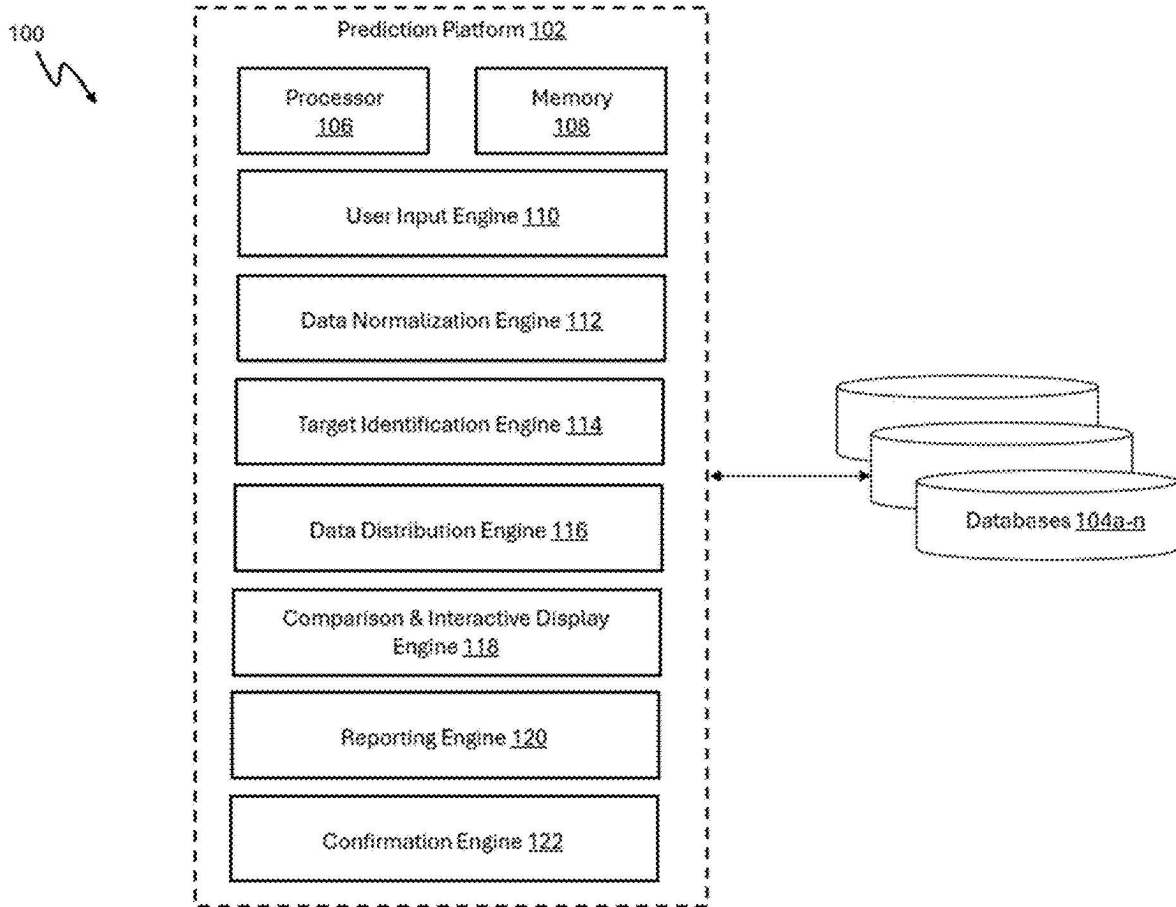 100
Prediction Platform 102
Processor
106
Memory
108
User Input Engine 110
Data Normalization Engine 112
Target Identification Engine 114
Data Distribution Engine 116
Databases 104a-n
Comparison & Interactive Display
Engine 118
Reporting Engine 120
Confirmation Engine 122